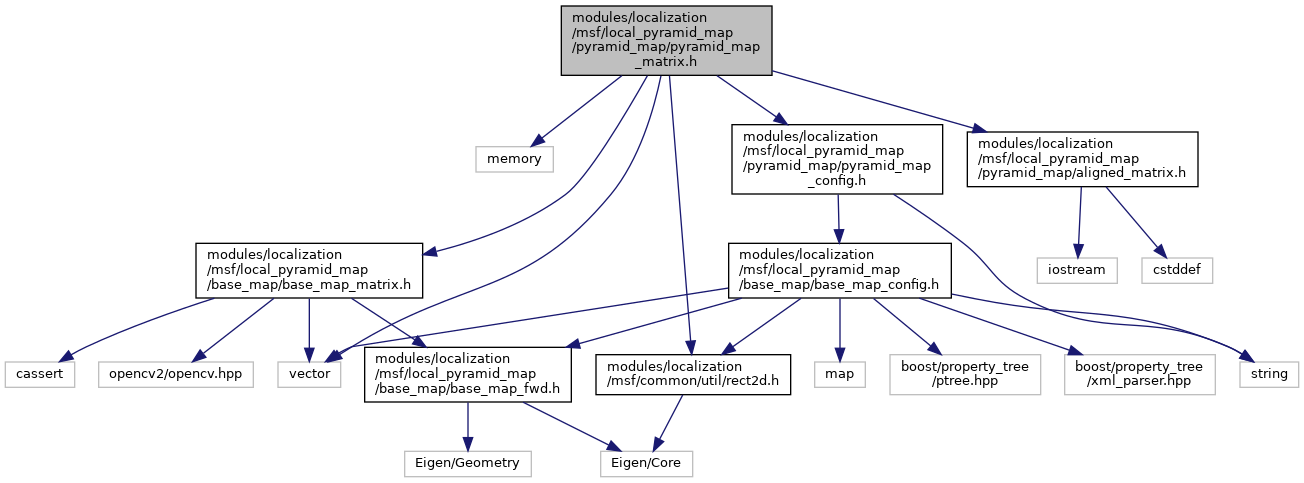 modules/localization
/msf/local_pyramid_map
/pyramid_map/pyramid_map
_matrix.h
memory
modules/localization
/msf/local_pyramid_map
/pyramid_map/pyramid_map
_config.h
modules/localization
/msf/local_pyramid_map
/pyramid_map/aligned_matrix.h
modules/localization
/msf/local_pyramid_map
/base_map/base_map_matrix.h
modules/localization
/msf/local_pyramid_map
/base_map/base_map_config.h
iostream
cstddef
cassert
opencv2/opencv.hpp
vector
modules/localization
/msf/local_pyramid_map
/base_map/base_map_fwd.h
modules/localization
/msf/common/util/rect2d.h
map
boost/property_tree
/ptree.hpp
boost/property_tree
/xml_parser.hpp
string
Eigen/Geometry
Eigen/Core